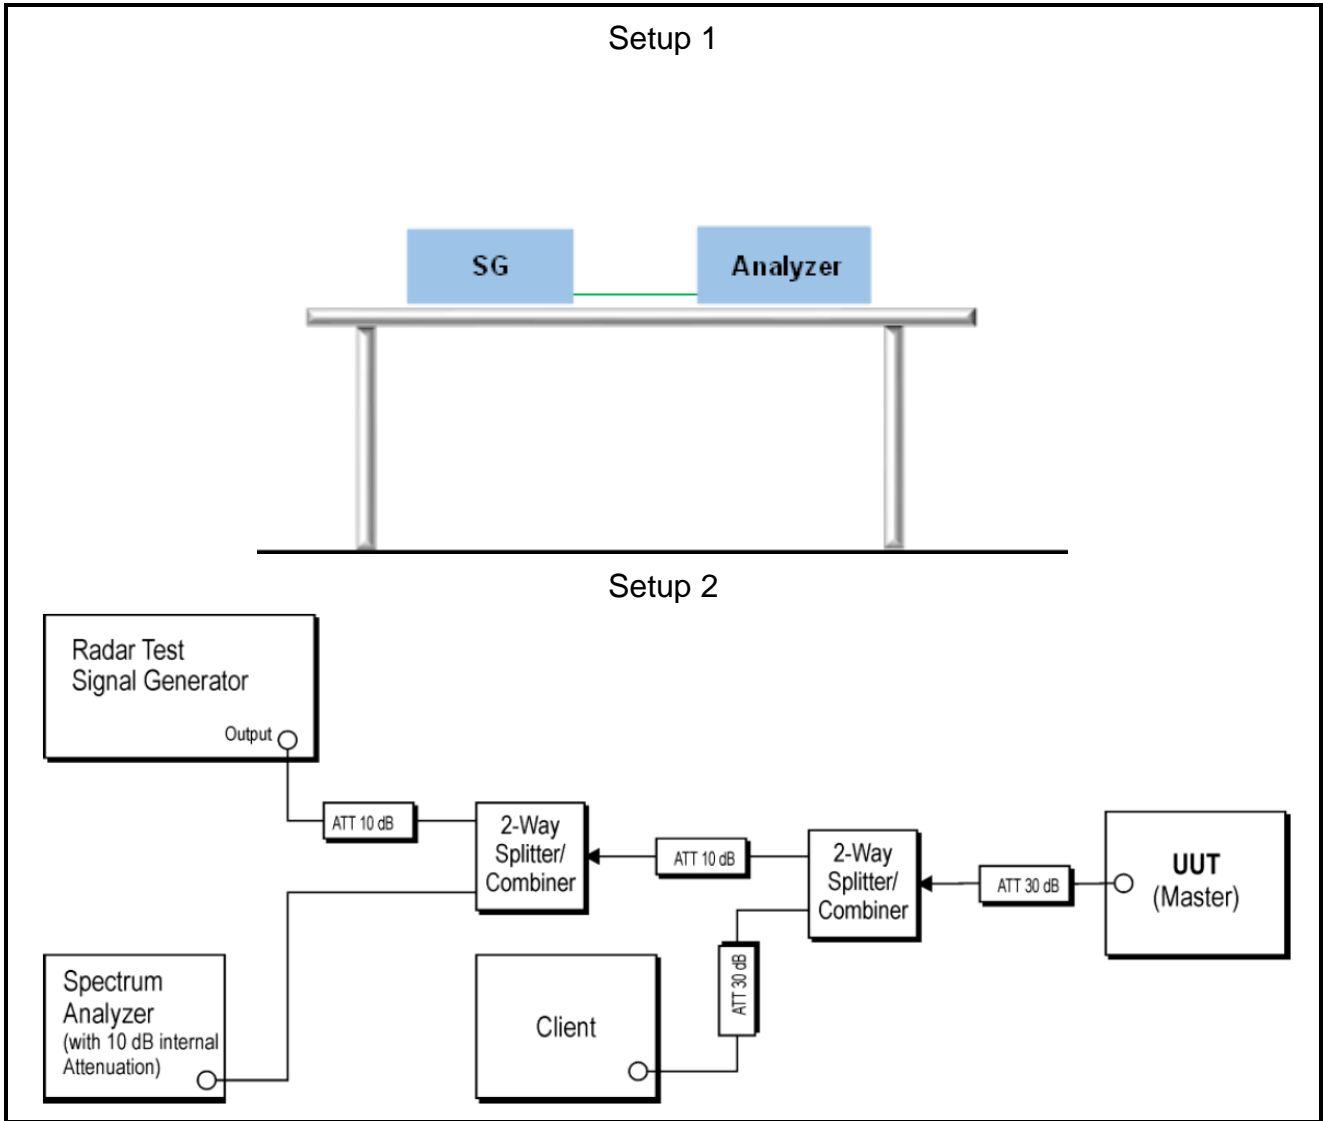 Setup 1
SG
Analyzer
Setup 2
Radar Test
Signal Generator
Output
ATT 10 dB
2-Way
Splitter/
Combiner
ATT 10 dB
2-Way
Splitter/
Combiner
ATT 30 dB
UUT
(Master)
Spectrum
Analyzer
(with 10 dB internal
Attenuation)
Client
ATT 30 dB